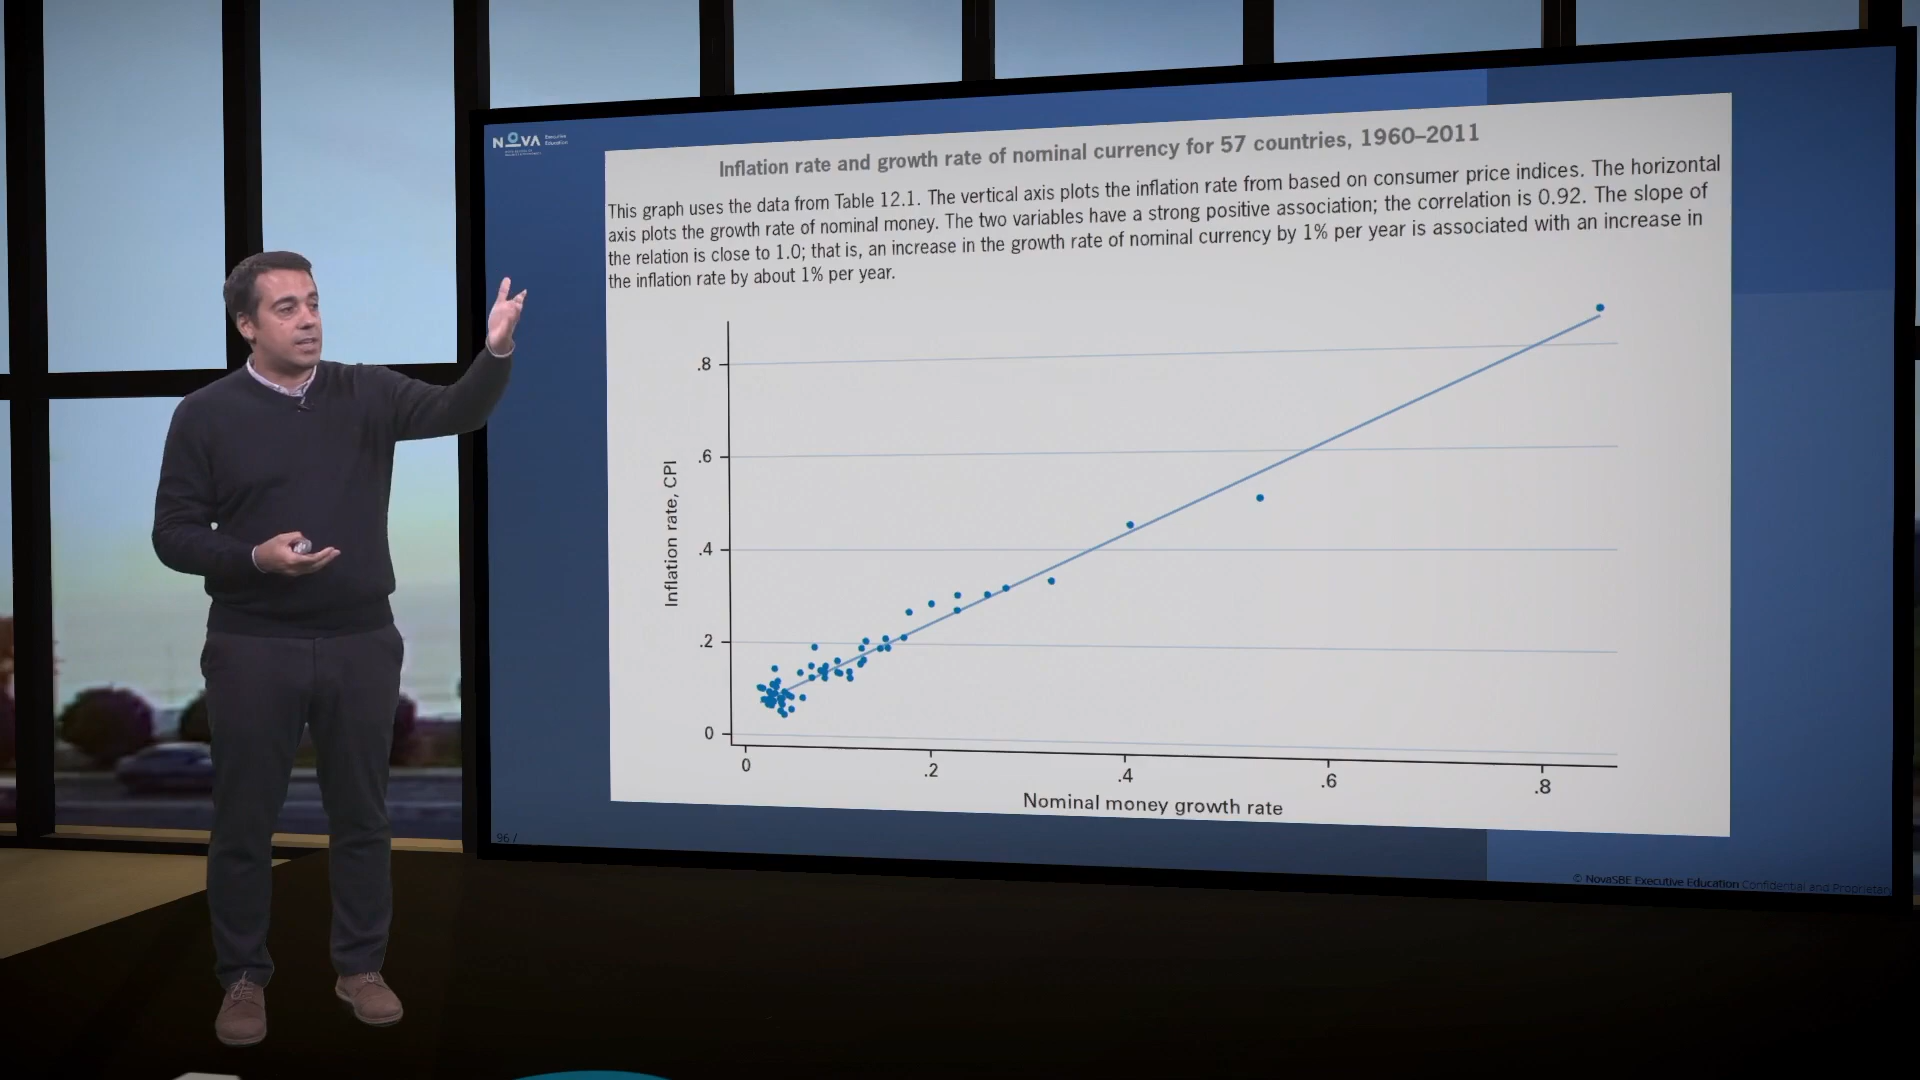 NOVA Executive
Education
Inflation rate and growth rate of nominal currency for 57 countries, 1960–2011
This graph uses the data from Table 12.1. The vertical axis plots the inflation rate from based on consumer price indices. The horizontal
axis plots the growth rate of nominal money. The two variables have a strong positive association; the correlation is 0.92. The slope of
the relation is close to 1.0; that is, an increase in the growth rate of nominal currency by 1% per year is associated with an increase in
the inflation rate by about 1% per year.
.8
.6
.4
.2
0
Inflation rate, CPI
0 .2 .4 .6 .8
Nominal money growth rate
96 /
© NovaSBE Executive Education Confidential and Proprietary